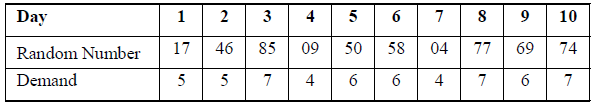 Day 1 2 3 4 5 6 7 8 9 10
Random Number 17 46 85 09 50 58 04 77 69 74
Demand 5 5 7 4 6 6 4 7 6 7